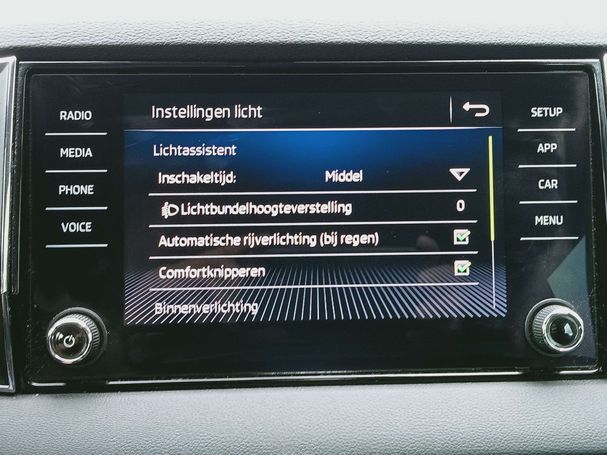 Instellingen licht
Lichtassistent
Inschakeltijd: Middel
Lichtbundelhoogteverstelling 0
Automatische rijverlichting (bij regen)
Comfortknipperen
Binnenverlichting
RADIO
MEDIA
PHONE
VOICE
SETUP
APP
CAR
MENU